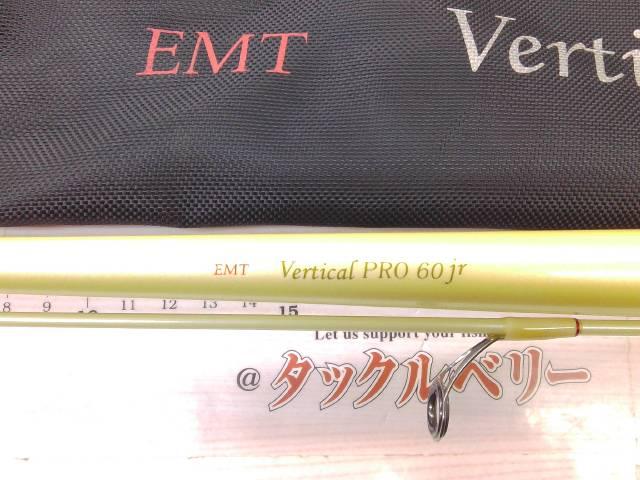 EMT Verti
EMT Vertical PRO 60 jr
8 9 10 11 12 13 14 15
Let us support your fish
@タックルベリー